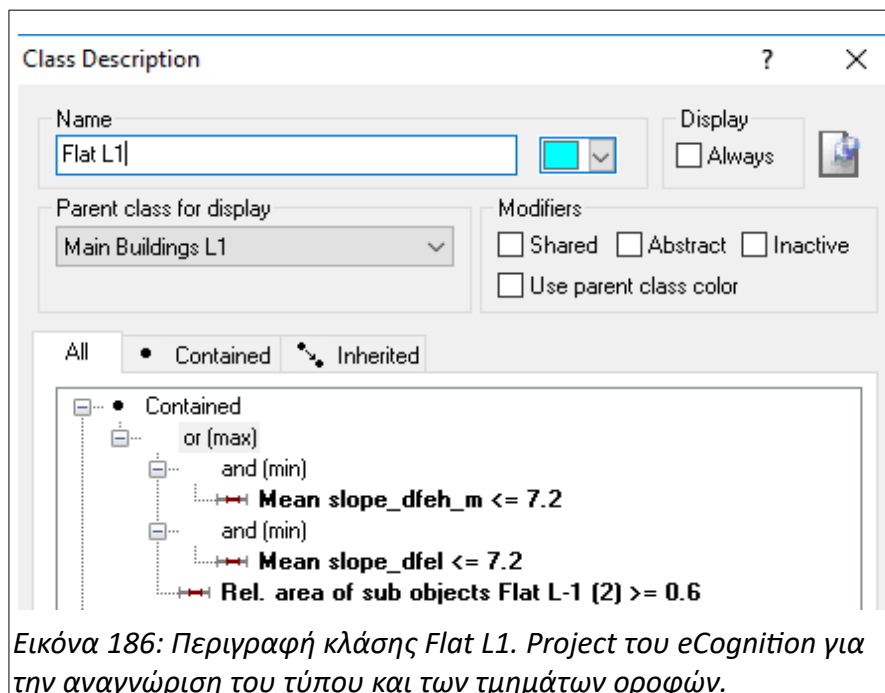 Class Description
?
Name
Flat L1
Display
Always
Parent class for display
Main Buildings L1
Modifiers
Shared
Abstract
Inactive
Use parent class color
All
Contained
Inherited
Contained
or (max)
and (min)
Mean slope_dfeh_m <= 7.2
and (min)
Mean slope_dfel <= 7.2
Rel. area of sub objects Flat L-1 (2) >= 0.6
Εικόνα 186: Περιγραφή κλάσης Flat L1. Project του eCognition για
την αναγνώριση του τύπου και των τμημάτων οροφών.